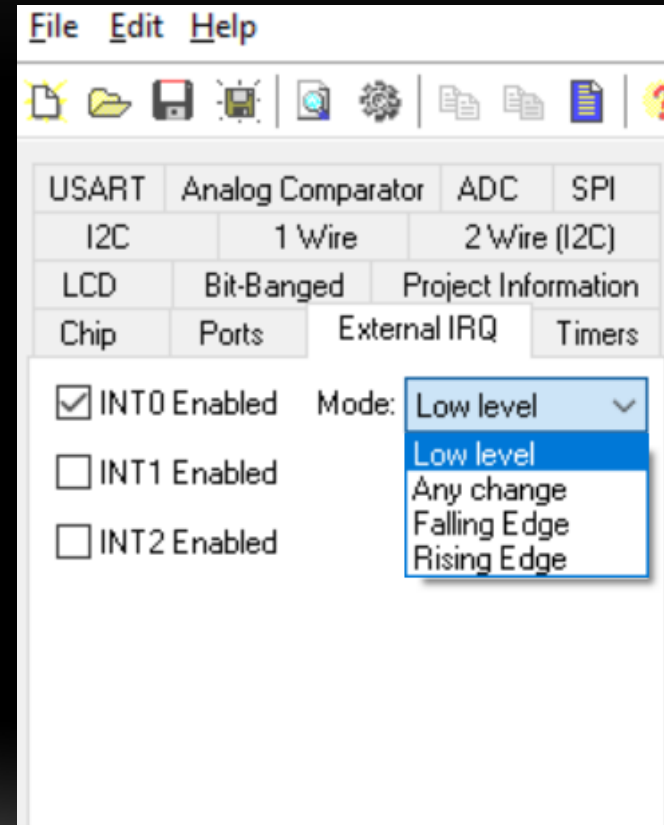 File Edit Help
USART Analog Comparator ADC SPI
I2C 1 Wire 2 Wire (I2C)
LCD Bit-Banged Project Information
Chip Ports External IRQ Timers
INT0 Enabled Mode: Low level
INT1 Enabled
INT2 Enabled
Low level
Any change
Falling Edge
Rising Edge